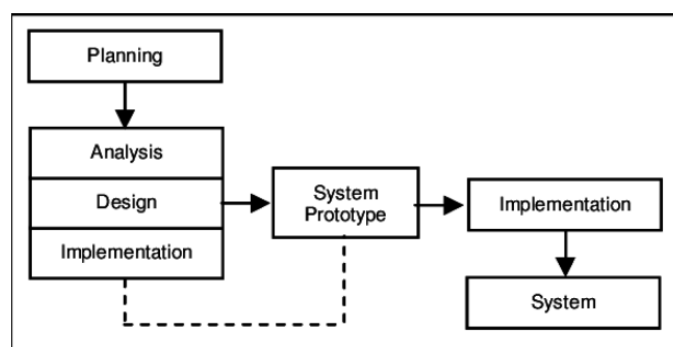 Planning
Analysis
Design
Implementation
System
Prototype
Implementation
System